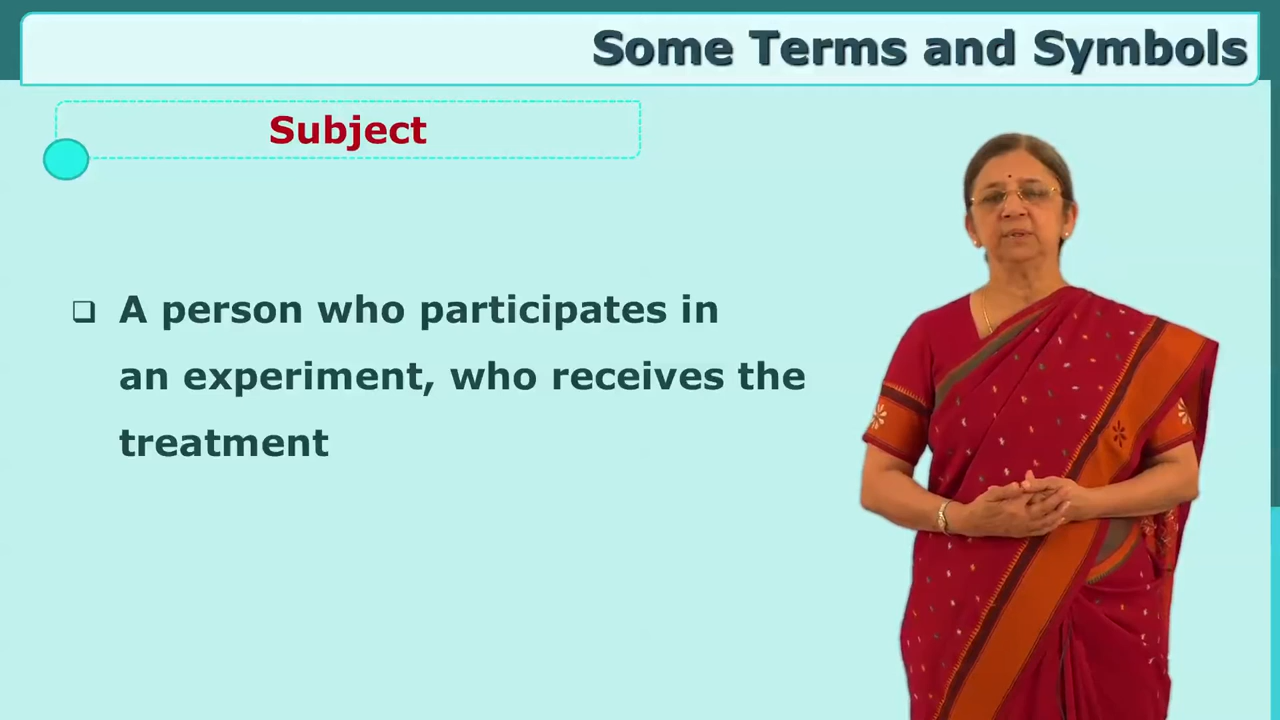 Some Terms and Symbols
Subject
A person who participates in
an experiment, who receives the
treatment